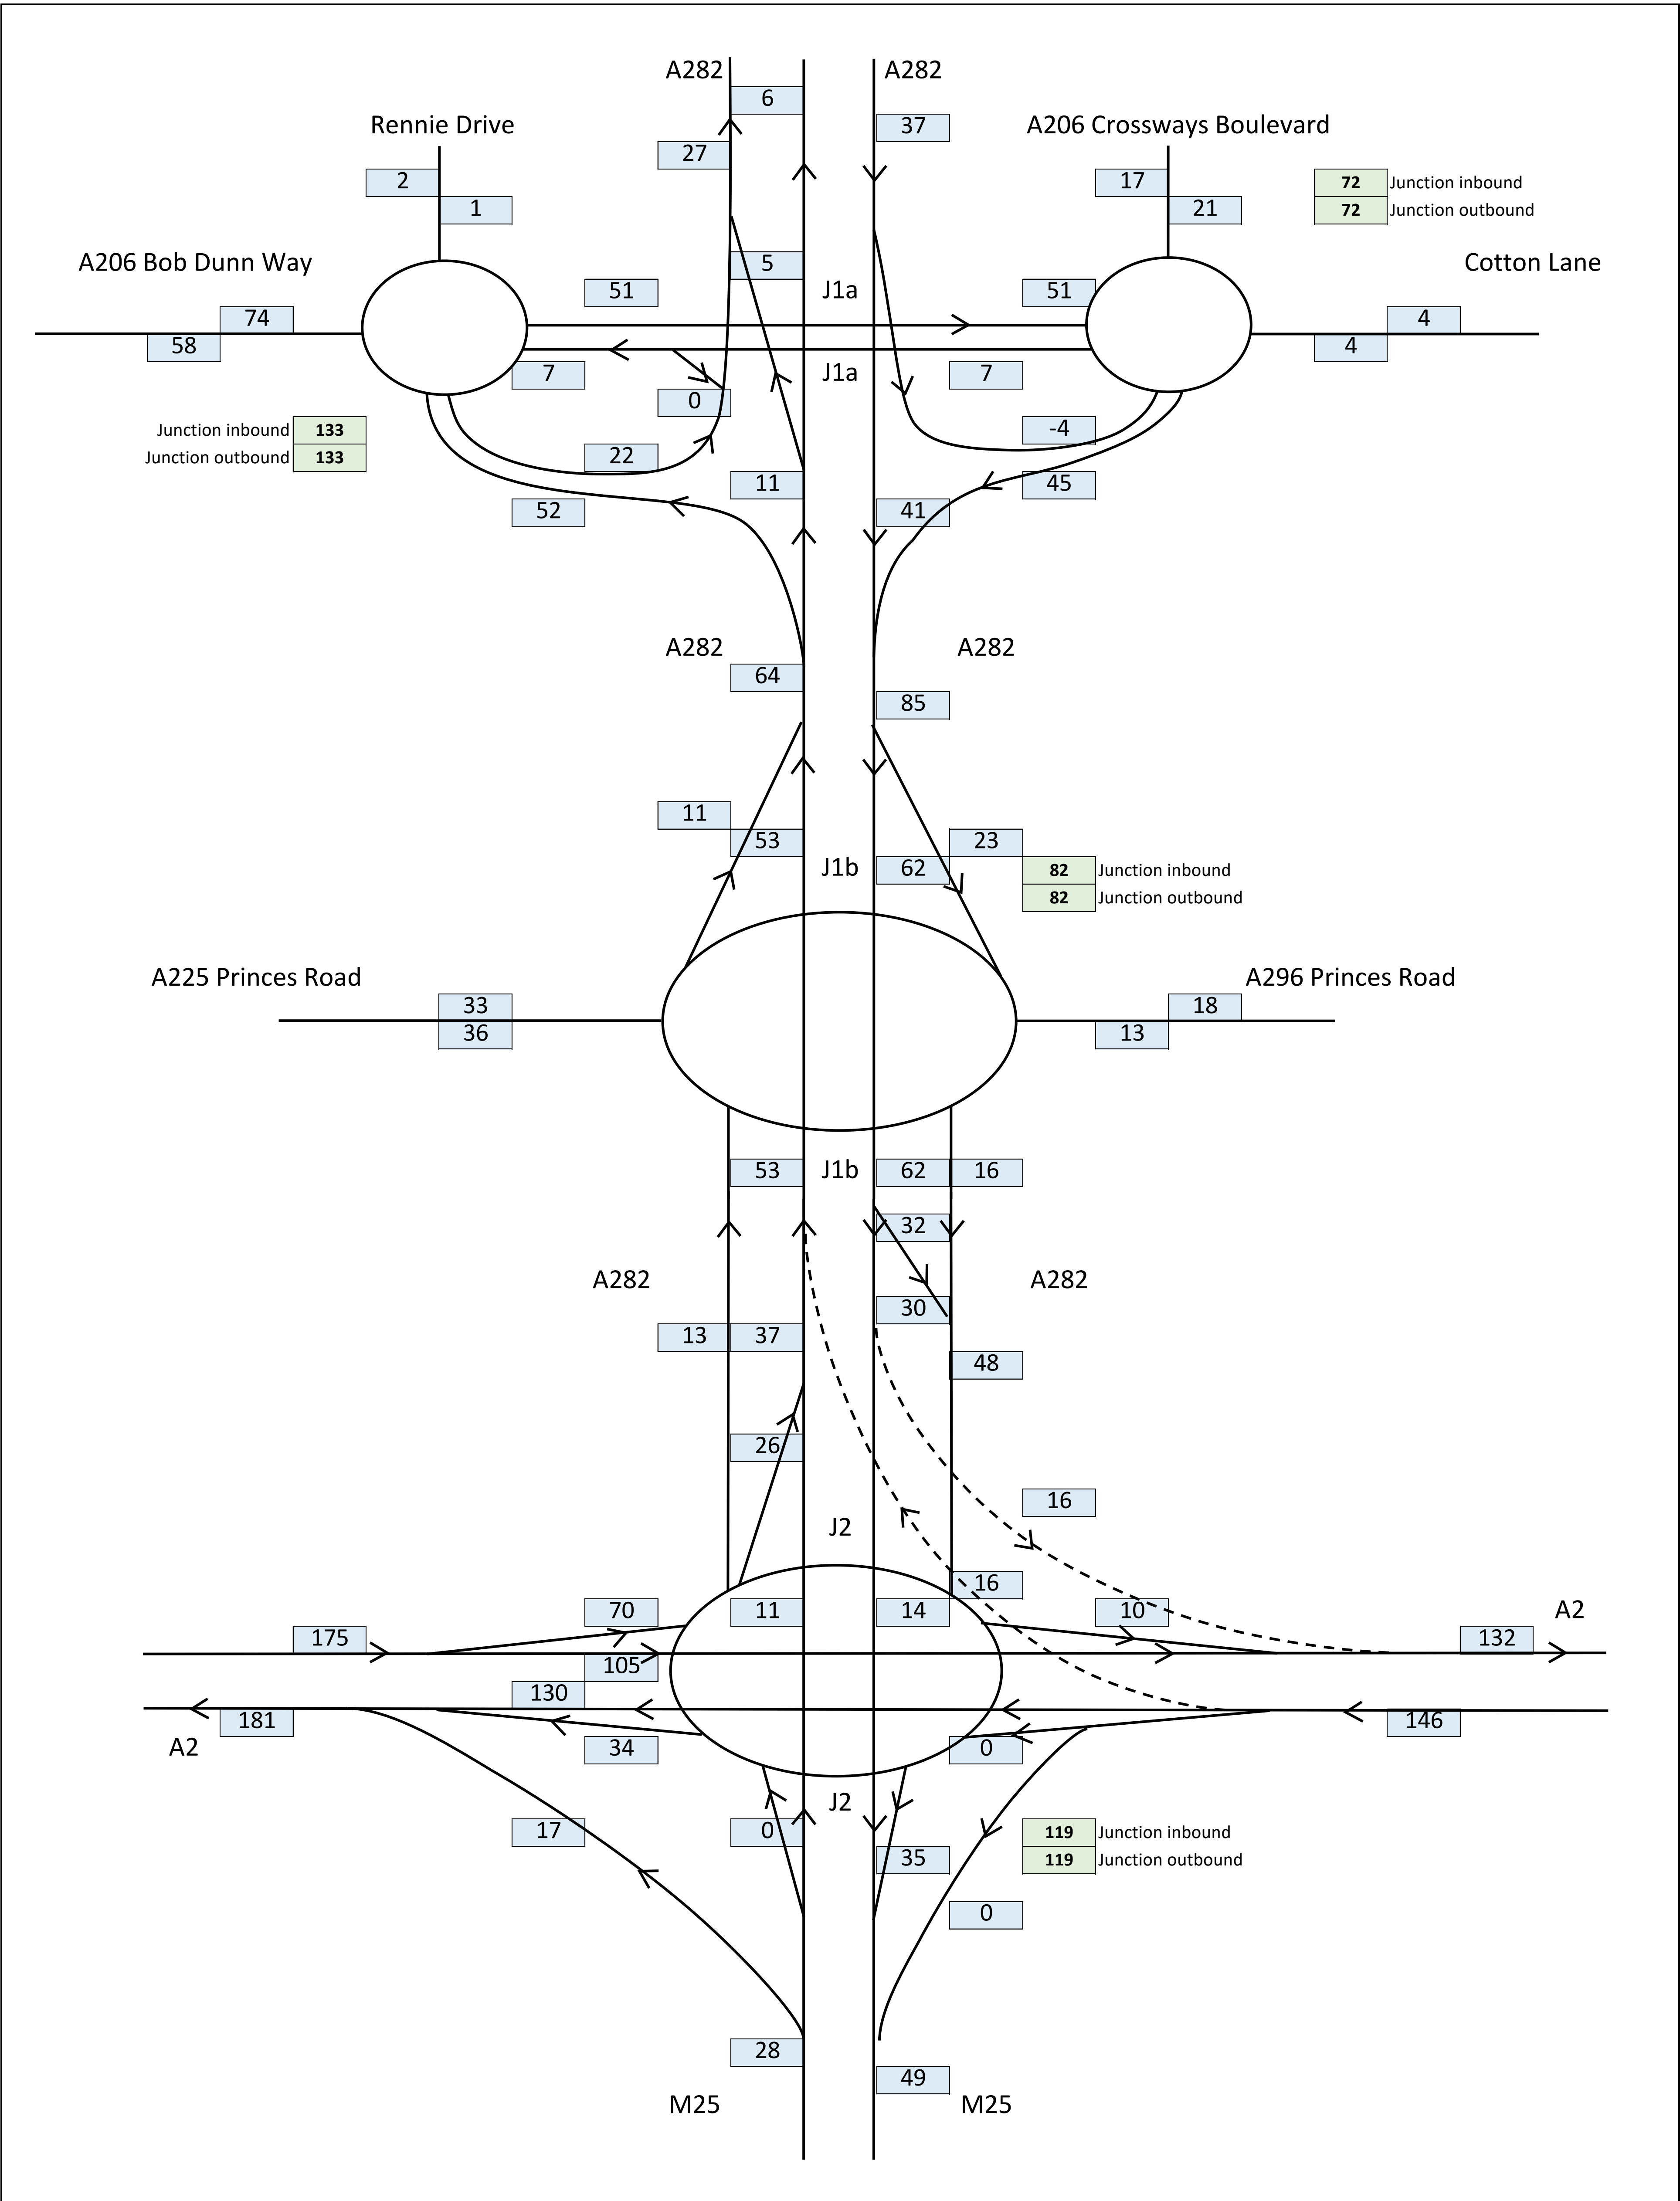 A282 A282
6
37
Rennie Drive A206 Crossways Boulevard
27
2 17 72 Junction inbound
1 21 72 Junction outbound
A206 Bob Dunn Way 5 Cotton Lane
51 J1a 51
74 4
58 4
7 J1a 7
0
Junction inbound 133 -4
Junction outbound 133 22
11 45
52 41
A282 A282
64
85
11
53 23
J1b 62 82 Junction inbound
82 Junction outbound
A225 Princes Road A296 Princes Road
33 18
36 13
53 J1b 62 16
32
A282 A282
30
13 37
48
26
16
J2
16
70 11 14 10 A2
175 132
105
130
181 146
A2 34 0
J2
17 0 119 Junction inbound
35 119 Junction outbound
0
28
49
M25 M25